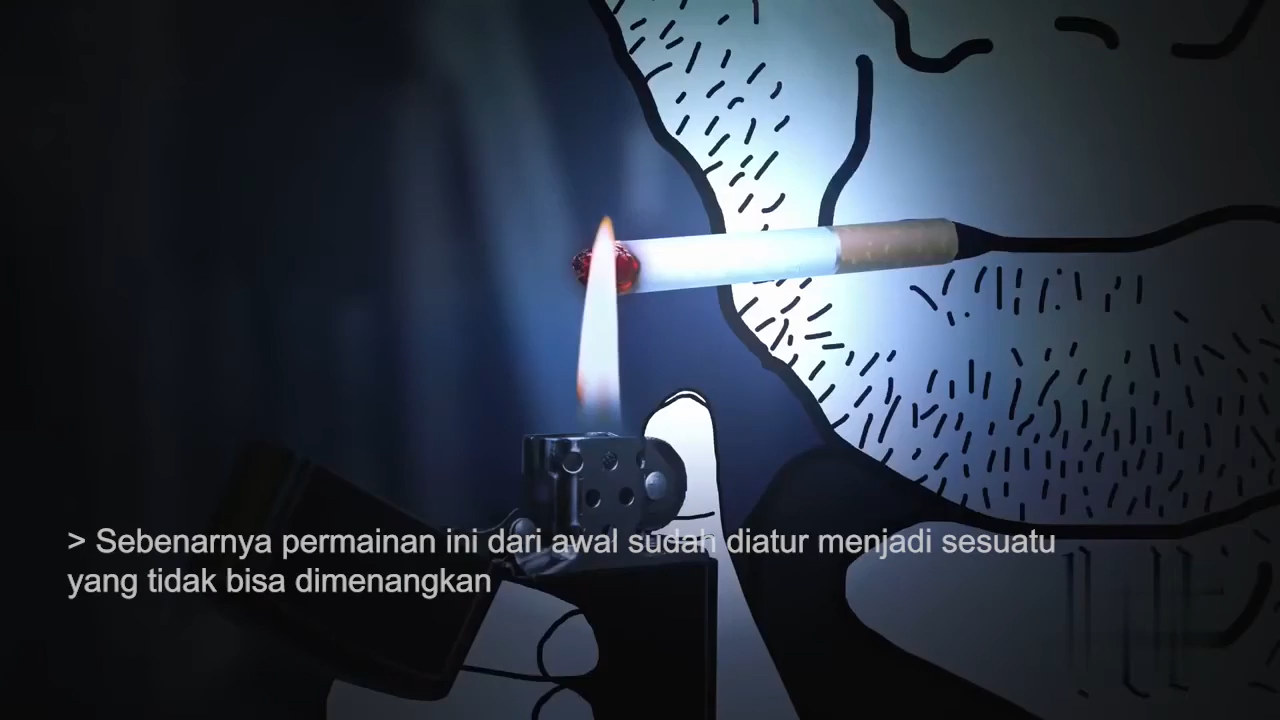 > Sebenarnya permainan ini dari awal sudah diatur menjadi sesuatu
yang tidak bisa dimenangkan